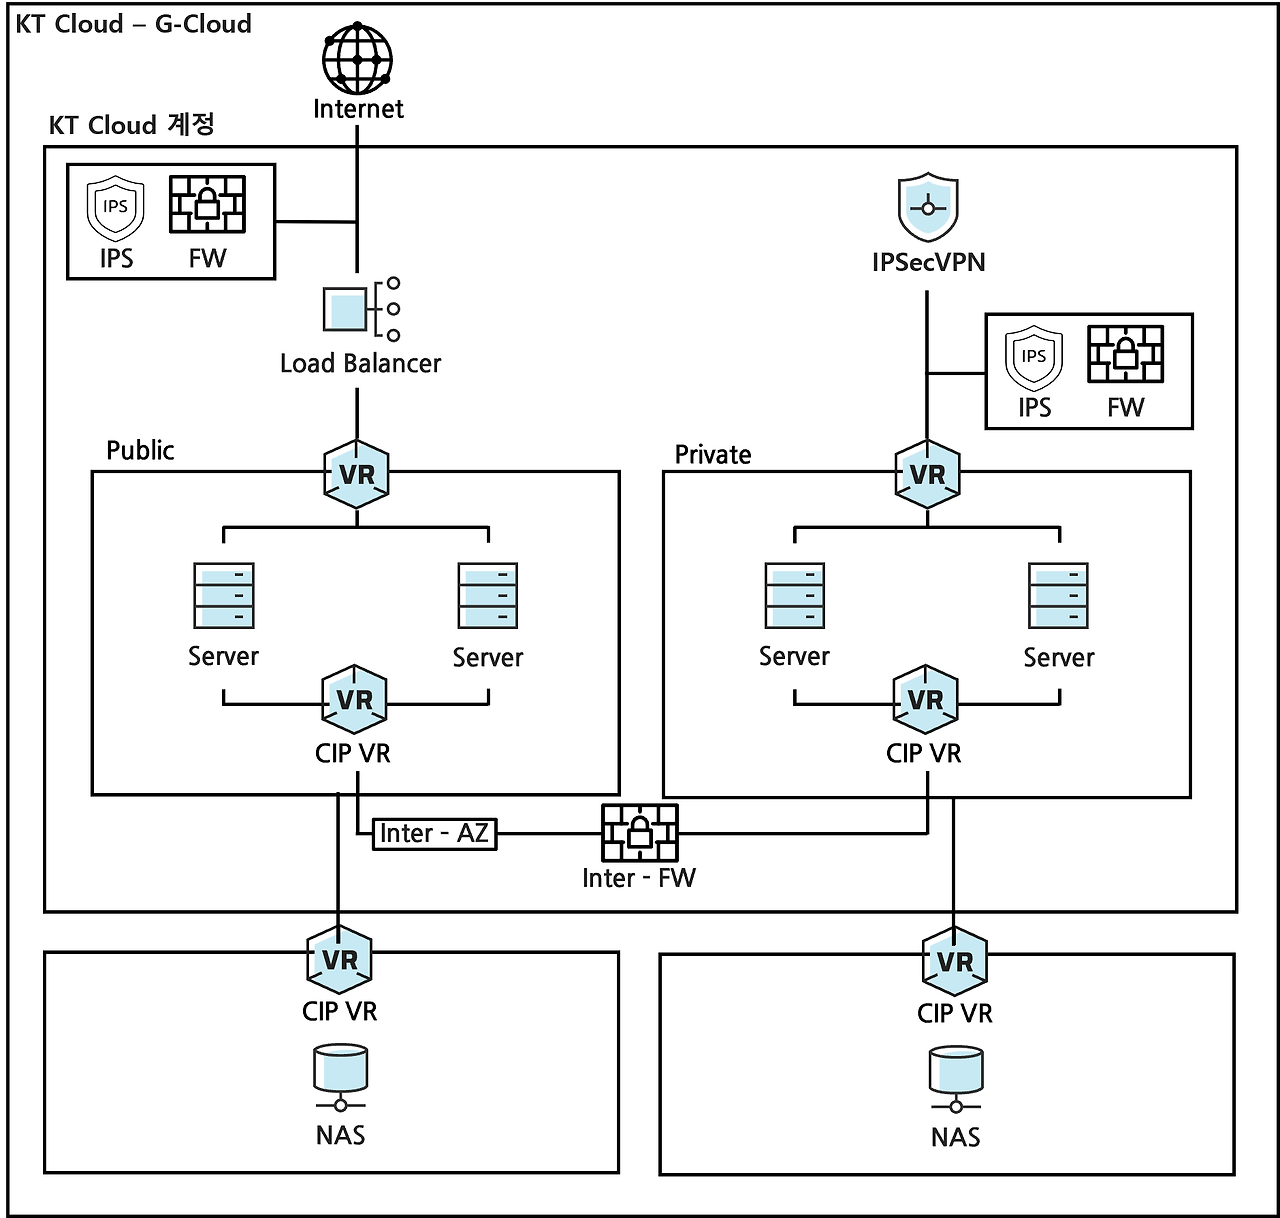 KT Cloud – G-Cloud
Internet
KT Cloud 계정
IPS
IPS FW
IPSecVPN
Load Balancer
IPS
IPS FW
Public
Private
VR
VR
Server
Server
Server
Server
VR
VR
CIP VR
CIP VR
Inter - AZ
Inter - FW
VR
VR
CIP VR
CIP VR
NAS
NAS